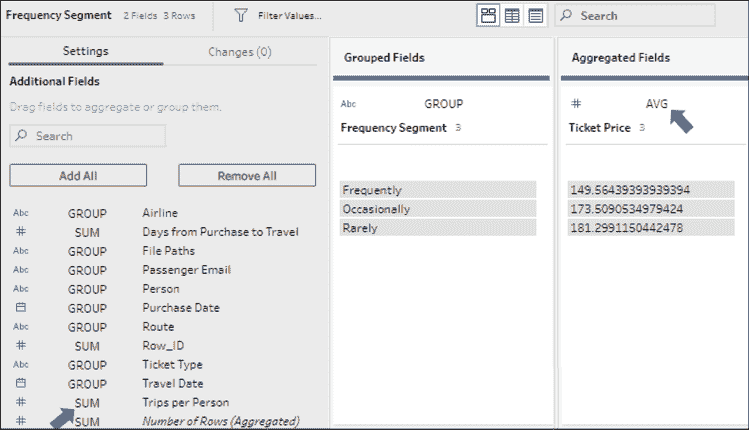 Frequency Segment 2 Fields 3 Rows
Filter Values...
Search
Settings
Changes (0)
Additional Fields
Drag fields to aggregate or group them.
Search
Add All
Remove All
Abc GROUP Airline
# SUM Days from Purchase to Travel
Abc GROUP File Paths
Abc GROUP Passenger Email
Abc GROUP Person
GROUP Purchase Date
Abc GROUP Route
# SUM Row_ID
Abc GROUP Ticket Type
GROUP Travel Date
# SUM Trips per Person
# SUM Number of Rows (Aggregated)
Grouped Fields
Abc GROUP
Frequency Segment 3
Frequently
Occasionally
Rarely
Aggregated Fields
# AVG
Ticket Price 3
149.56439393939394
173.5090534979424
181.2991150442478